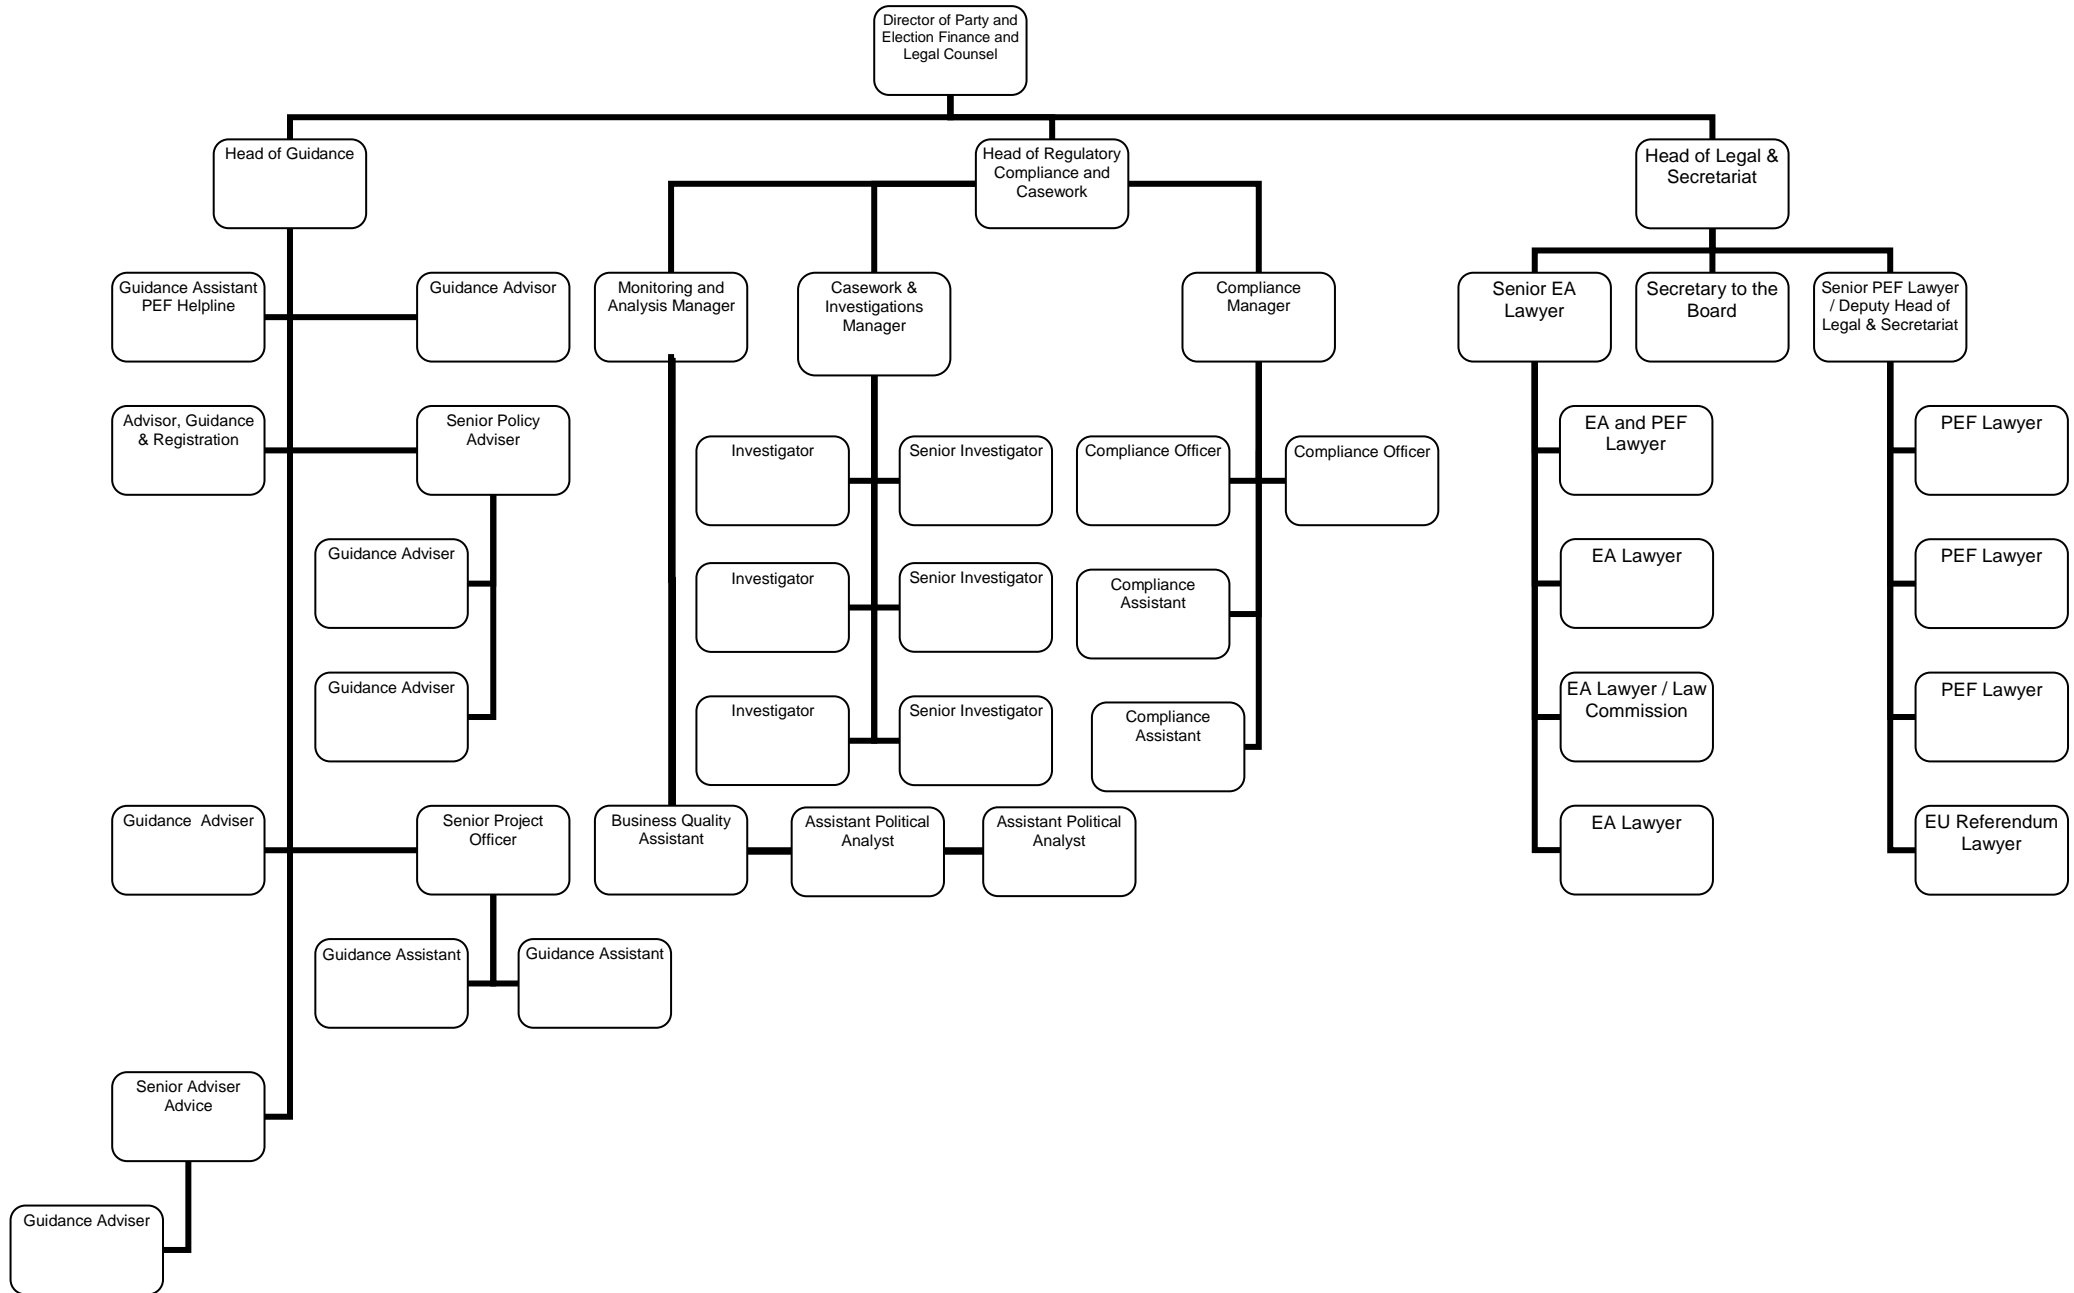 Director of Party and
Election Finance and
Legal Counsel
Head of Guidance
Head of Regulatory
Compliance and
Casework
Head of Legal &
Secretariat
Guidance Assistant
PEF Helpline
Guidance Advisor
Monitoring and
Analysis Manager
Casework &
Investigations
Manager
Compliance
Manager
Senior EA
Lawyer
Secretary to the
Board
Senior PEF Lawyer
/ Deputy Head of
Legal & Secretariat
Advisor, Guidance
& Registration
Senior Policy
Adviser
Investigator
Senior Investigator
Compliance Officer
Compliance Officer
EA and PEF
Lawyer
PEF Lawyer
Guidance Adviser
Investigator
Senior Investigator
Compliance
Assistant
EA Lawyer
PEF Lawyer
Guidance Adviser
Investigator
Senior Investigator
Compliance
Assistant
EA Lawyer / Law
Commission
PEF Lawyer
Guidance  Adviser
Senior Project
Officer
Business Quality
Assistant
Assistant Political
Analyst
Assistant Political
Analyst
EA Lawyer
EU Referendum
Lawyer
Guidance Assistant
Guidance Assistant
Senior Adviser
Advice
Guidance Adviser